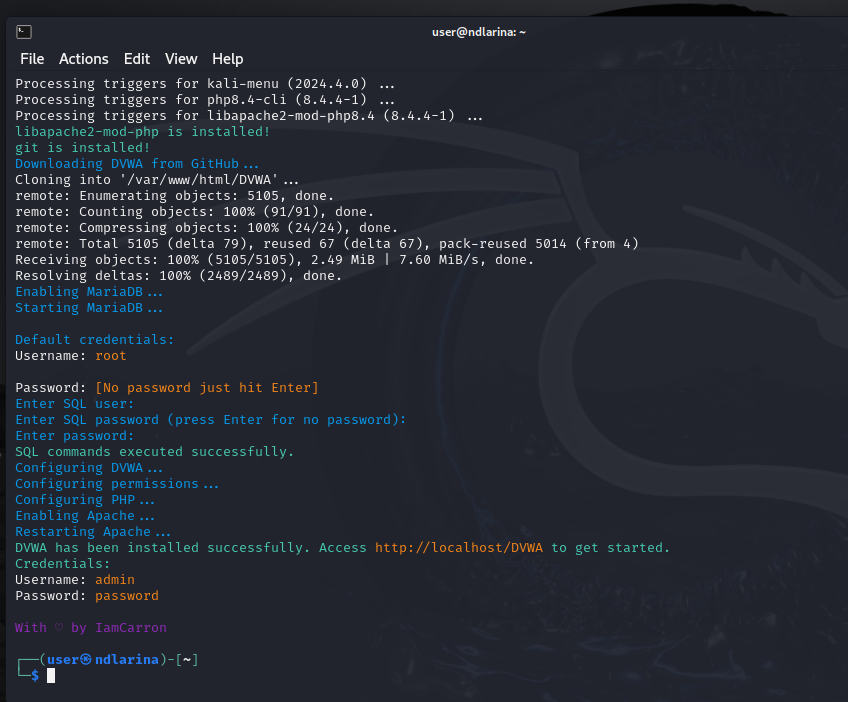 user@ndlarina: ~
File Actions Edit View Help
Processing triggers for kali-menu (2024.4.0) ...
Processing triggers for php8.4-cli (8.4.4-1) ...
Processing triggers for libapache2-mod-php8.4 (8.4.4-1) ...
libapache2-mod-php is installed!
git is installed!
Downloading DVWA from GitHub...
Cloning into '/var/www/html/DVWA'...
remote: Enumerating objects: 5105, done.
remote: Counting objects: 100% (91/91), done.
remote: Compressing objects: 100% (24/24), done.
remote: Total 5105 (delta 79), reused 67 (delta 67), pack-reused 5014 (from 4)
Receiving objects: 100% (5105/5105), 2.49 MiB | 7.60 MiB/s, done.
Resolving deltas: 100% (2489/2489), done.
Enabling MariaDB...
Starting MariaDB...
Default credentials:
Username: root
Password: [No password just hit Enter]
Enter SQL user:
Enter SQL password (press Enter for no password):
Enter password:
SQL commands executed successfully.
Configuring DVWA...
Configuring permissions...
Configuring PHP...
Enabling Apache...
Restarting Apache...
DVWA has been installed successfully. Access http://localhost/DVWA to get started.
Credentials:
Username: admin
Password: password
With ♡ by IamCarron
┌──(user㉿ndlarina)-[~]
└─$